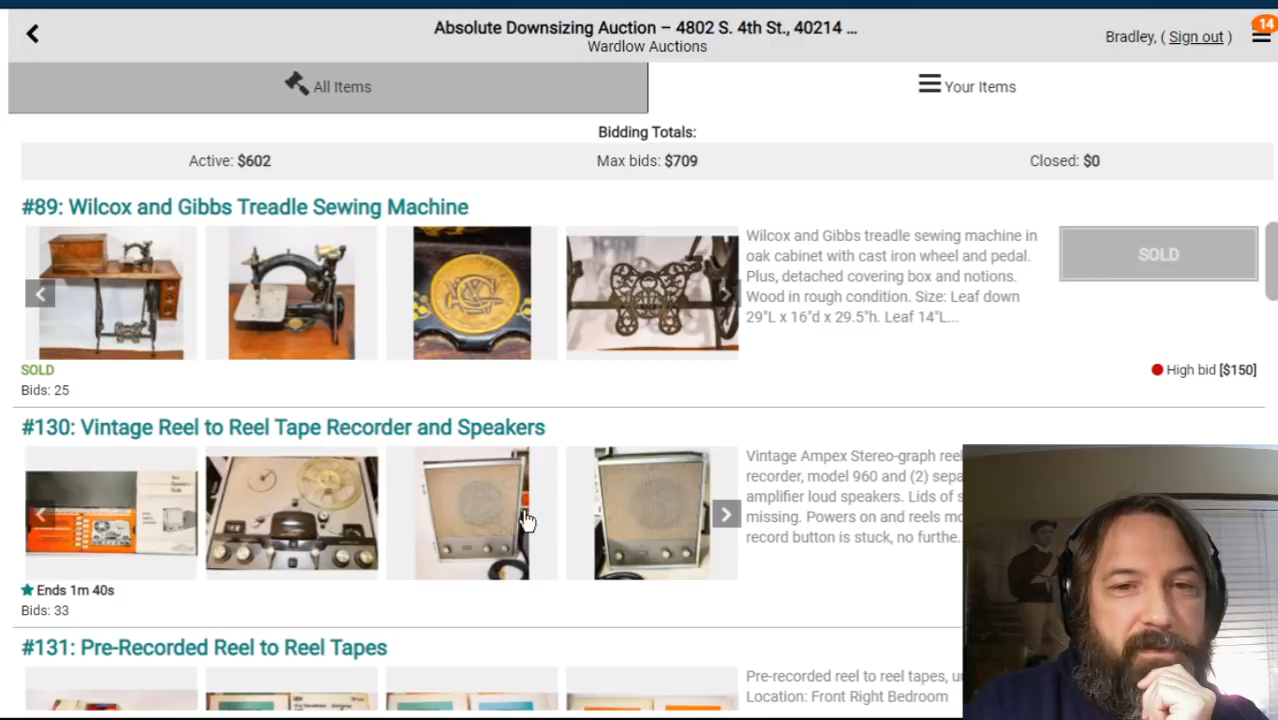 Absolute Downsizing Auction – 4802 S. 4th St., 40214 ...
Wardlow Auctions
Bradley, ( Sign out )
14
All Items
Your Items
Bidding Totals:
Active: $602
Max bids: $709
Closed: $0
#89: Wilcox and Gibbs Treadle Sewing Machine
Wilcox and Gibbs treadle sewing machine in
oak cabinet with cast iron wheel and pedal.
Plus, detached covering box and notions.
Wood in rough condition. Size: Leaf down
29"L x 16"d x 29.5"h. Leaf 14"L...
SOLD
SOLD
Bids: 25
High bid [$150]
#130: Vintage Reel to Reel Tape Recorder and Speakers
Vintage Ampex Stereo-graph reel
recorder, model 960 and (2) sepa
amplifier loud speakers. Lids of s
missing. Powers on and reels mo
record button is stuck, no furthe.
Ends 1m 40s
Bids: 33
#131: Pre-Recorded Reel to Reel Tapes
Pre-recorded reel to reel tapes, u
Location: Front Right Bedroom